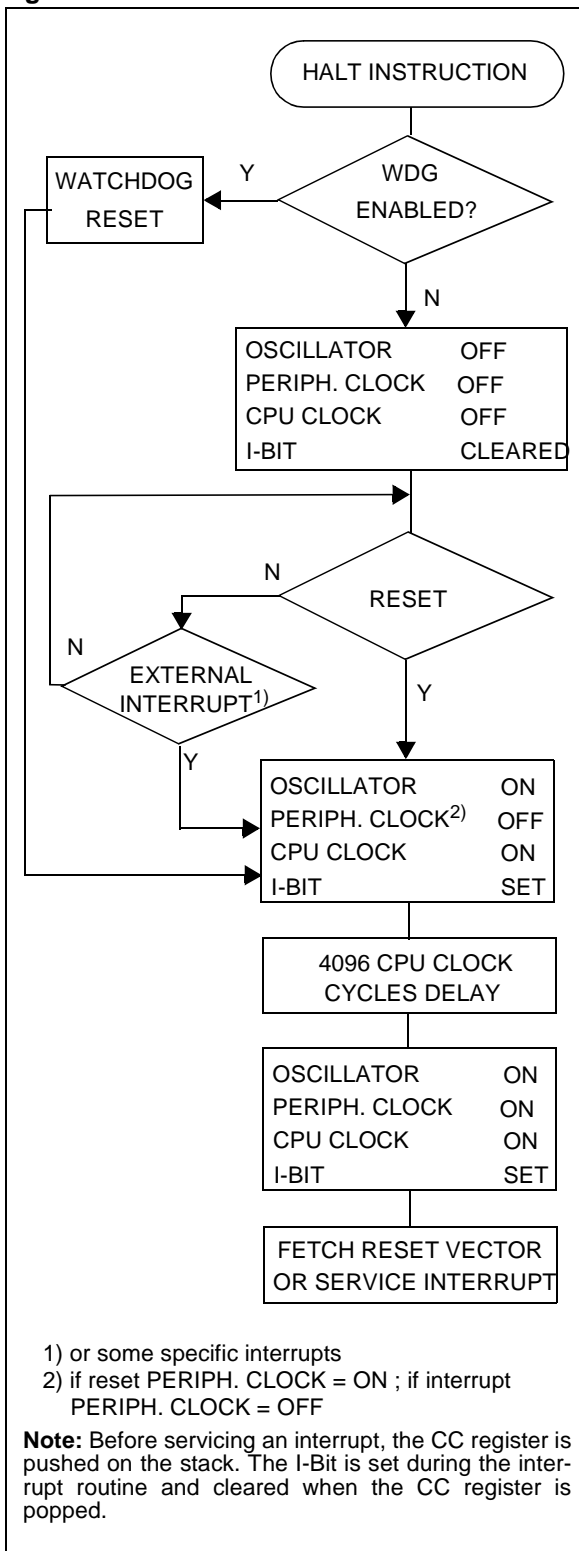 HALT INSTRUCTION
WDG
ENABLED?
Y
WATCHDOG
RESET
N
OSCILLATOR OFF
PERIPH. CLOCK OFF
CPU CLOCK OFF
I-BIT CLEARED
RESET
N
N
EXTERNAL
INTERRUPT1)
Y
Y
OSCILLATOR ON
PERIPH. CLOCK2) OFF
CPU CLOCK ON
I-BIT SET
4096 CPU CLOCK
CYCLES DELAY
OSCILLATOR ON
PERIPH. CLOCK ON
CPU CLOCK ON
I-BIT SET
FETCH RESET VECTOR
OR SERVICE INTERRUPT
1) or some specific interrupts
2) if reset PERIPH. CLOCK = ON ; if interrupt
PERIPH. CLOCK = OFF
Note: Before servicing an interrupt, the CC register is
pushed on the stack. The I-Bit is set during the inter-
rupt routine and cleared when the CC register is
popped.